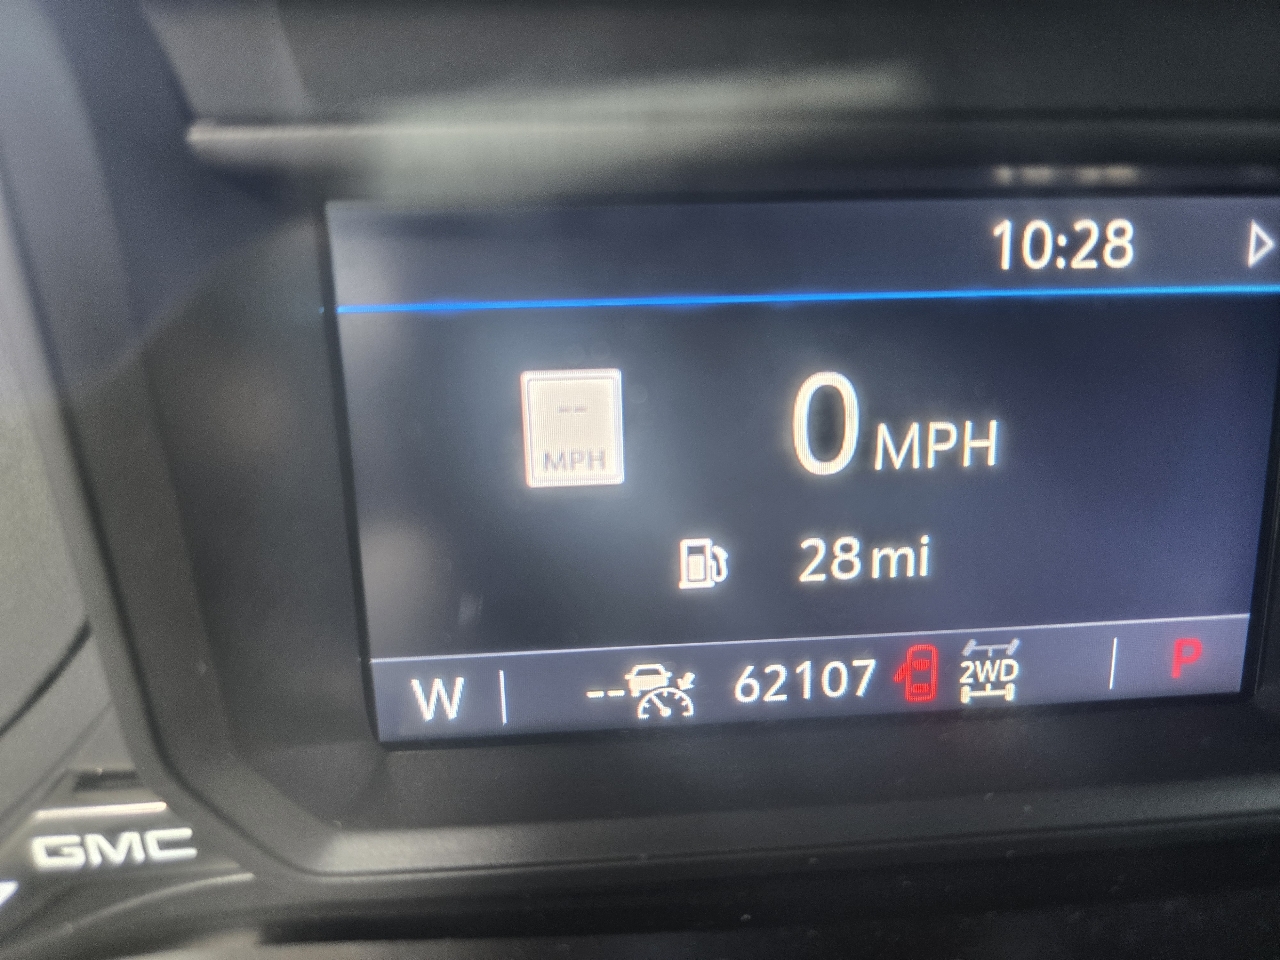 10:28
--
MPH
0 MPH
28 mi
W
-- 62107 2WD P
GMC